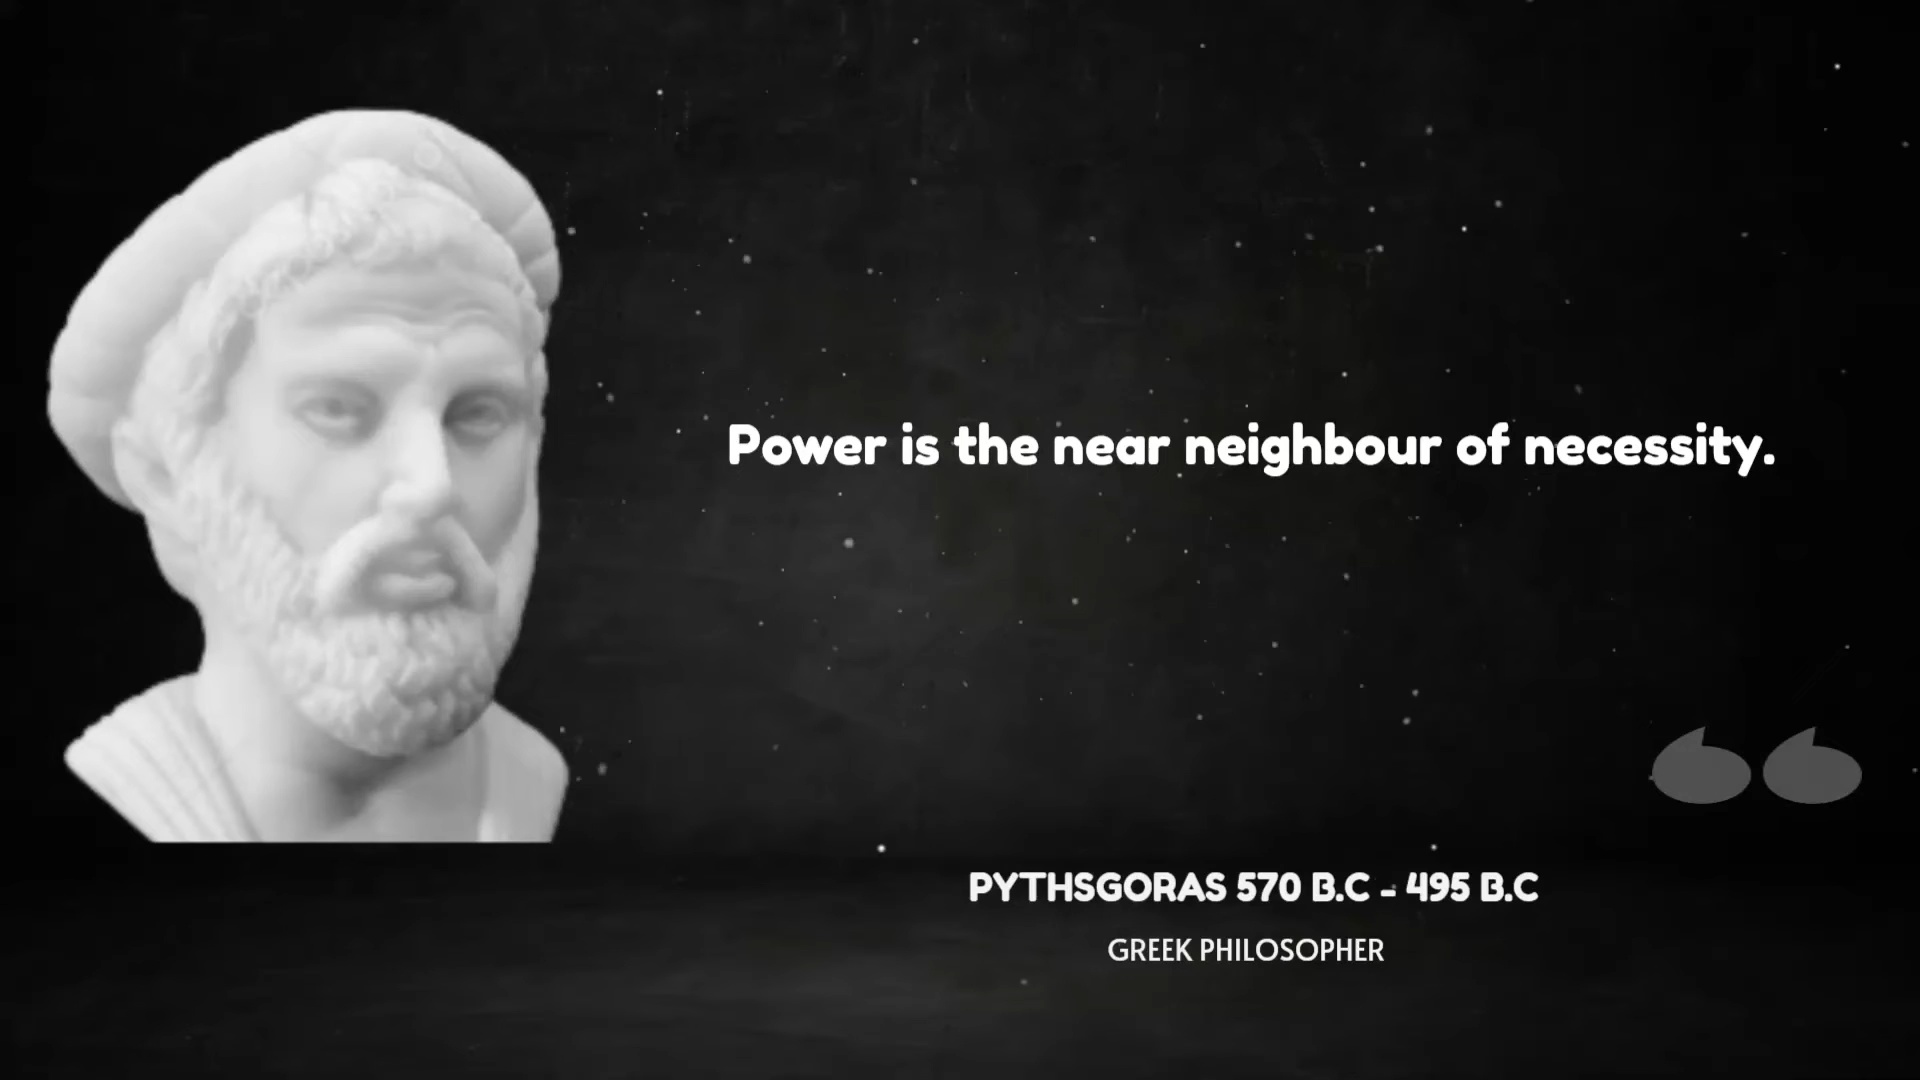 Power is the near neighbour of necessity.
PYTHSGORAS 570 B.C - 495 B.C
GREEK PHILOSOPHER